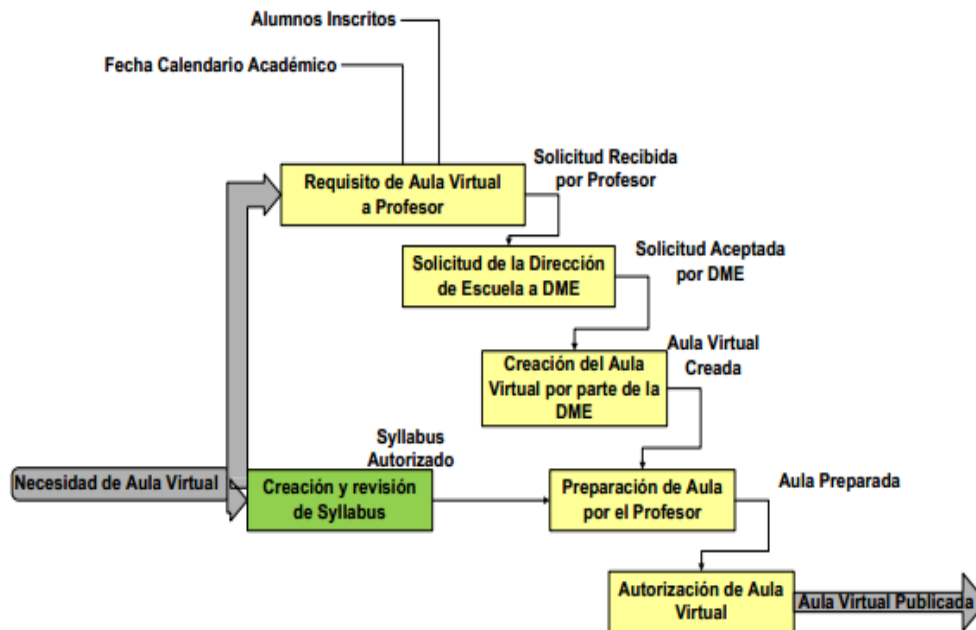 Alumnos Inscritos
Fecha Calendario Académico
Requisito de Aula Virtual
a Profesor
Solicitud Recibida
por Profesor
Solicitud de la Dirección
de Escuela a DME
Solicitud Aceptada
por DME
Creación del Aula
Virtual por parte de la
DME
Aula Virtual
Creada
Necesidad de Aula Virtual
Creación y revisión
de Syllabus
Syllabus
Autorizado
Preparación de Aula
por el Profesor
Aula Preparada
Autorización de Aula
Virtual
Aula Virtual Publicada